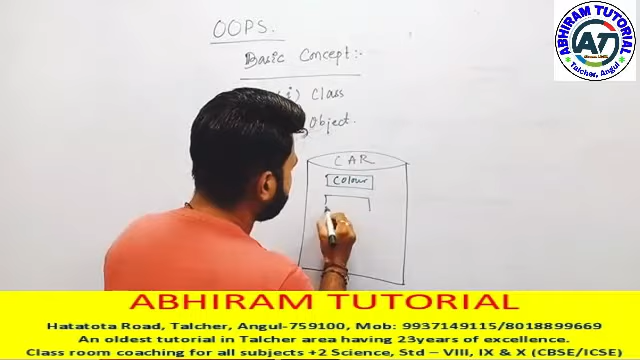 OOPS.
Basic Concept:-
(i) Class
Object.
CAR
Colour
ABHIRAM TUTORIAL
AT
Talcher, Angul
ABHIRAM TUTORIAL
Hatatota Road, Talcher, Angul-759100, Mob: 9937149115/8018899669
An oldest tutorial in Talcher area having 23years of excellence.
Class room coaching for all subjects +2 Science, Std – VIII, IX & X (CBSE/ICSE)